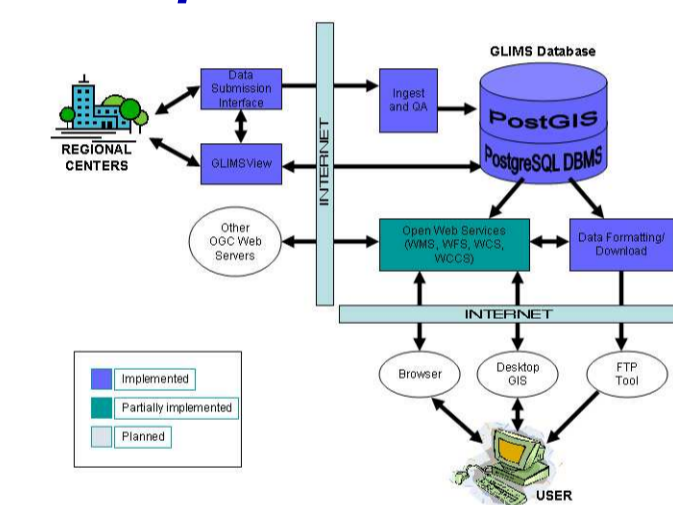 GLIMS Database
Data
Submission
Interface
Ingest
and QA
PostGIS
PostgreSQL DBMS
REGIONAL
CENTERS
GLIMSView
INTERNET
Other
OGC Web
Servers
Open Web Services
(WMS, WFS, WCS,
WCCS)
Data Formatting/
Download
INTERNET
Browser
Desktop
GIS
FTP
Tool
Implemented
Partially implemented
Planned
USER